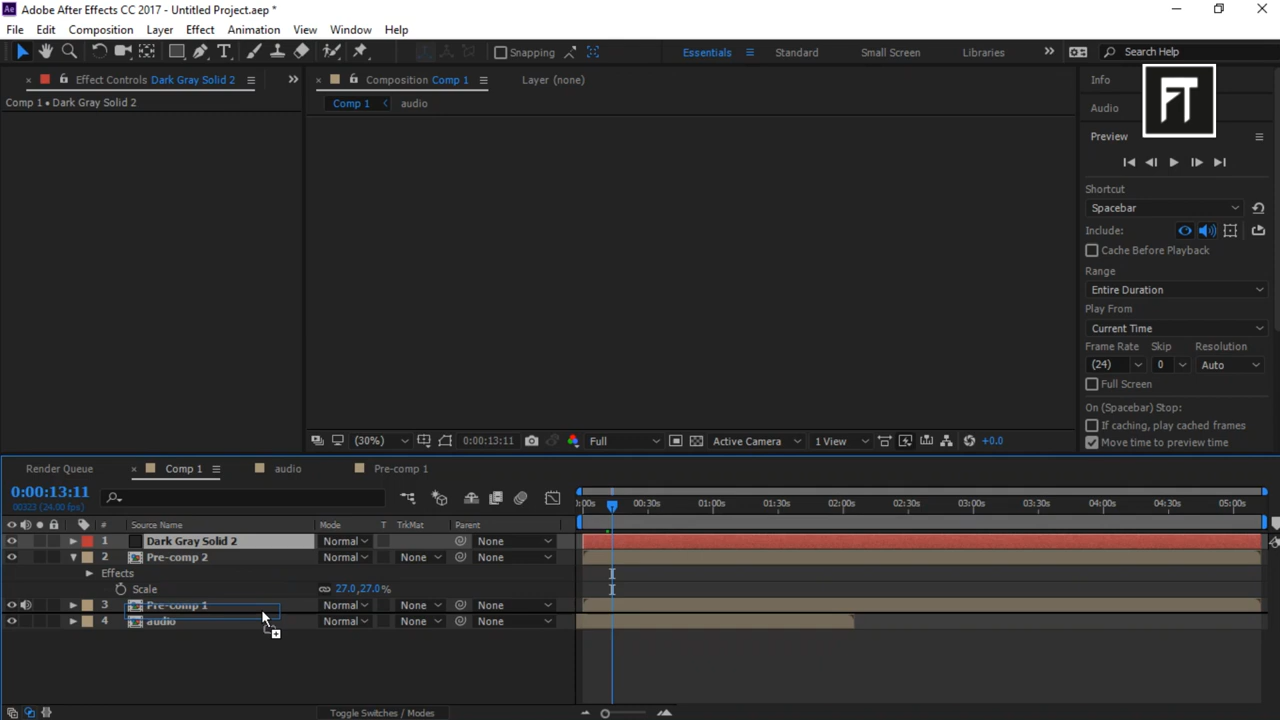 Adobe After Effects CC 2017 - Untitled Project.aep *
File Edit Composition Layer Effect Animation View Window Help
Snapping Essentials Standard Small Screen Libraries Search Help
Effect Controls Dark Gray Solid 2 Composition Comp 1 Layer (none)
Comp 1 • Dark Gray Solid 2
Comp 1 audio
Info
FT
Audio
Preview
Shortcut
Spacebar
Include:
Cache Before Playback
Range
Entire Duration
Play From
Current Time
Frame Rate Skip Resolution
(24) 0 Auto
Full Screen
On (Spacebar) Stop:
If caching, play cached frames
Move time to preview time
(30%) 0:00:13:11 Full Active Camera 1 View +0.0
Render Queue Comp 1 audio Pre-comp 1
0:00:13:11
00323 (24.00 fps)
:00s 00:30s 01:00s 01:30s 02:00s 02:30s 03:00s 03:30s 04:00s 04:30s 05:00s
# Source Name Mode T TrkMat Parent
1 Dark Gray Solid 2 Normal None
2 Pre-comp 2 Normal None None
Effects
Scale 27.0,27.0%
3 Pre-comp 1 Normal None None
4 audio Normal None None
Toggle Switches / Modes